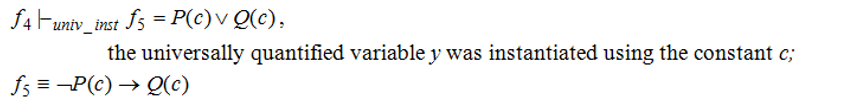 f₄ ⊢univ_inst f₅ = P(c) ∨ Q(c),
the universally quantified variable y was instantiated using the constant c;
f₅ ≡ ¬P(c) → Q(c)